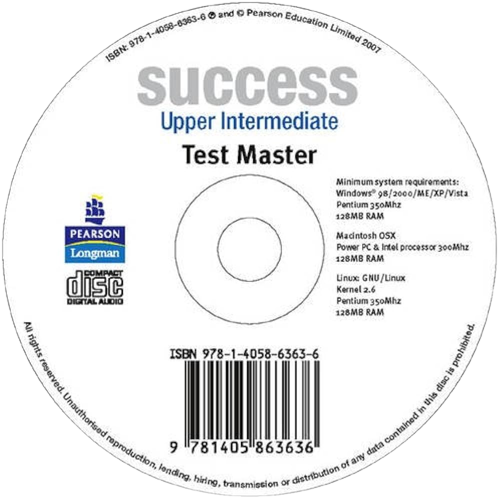 ISBN: 978-1-4058-6363-6 ℗ and © Pearson Education Limited 2007
success
Upper Intermediate
Test Master
Minimum system requirements:
Windows® 98/2000/ME/XP/Vista
Pentium 350Mhz
128MB RAM
Macintosh OSX
Power PC & Intel processor 300Mhz
128MB RAM
Linux: GNU/Linux
Kernel 2.6
Pentium 350Mhz
128MB RAM
PEARSON
Longman
COMPACT
disc
DIGITAL AUDIO
ISBN 978-1-4058-6363-6
9 781405 863636
All rights reserved. Unauthorised reproduction, lending, hiring, transmission or distribution of any data contained in this disc is prohibited.